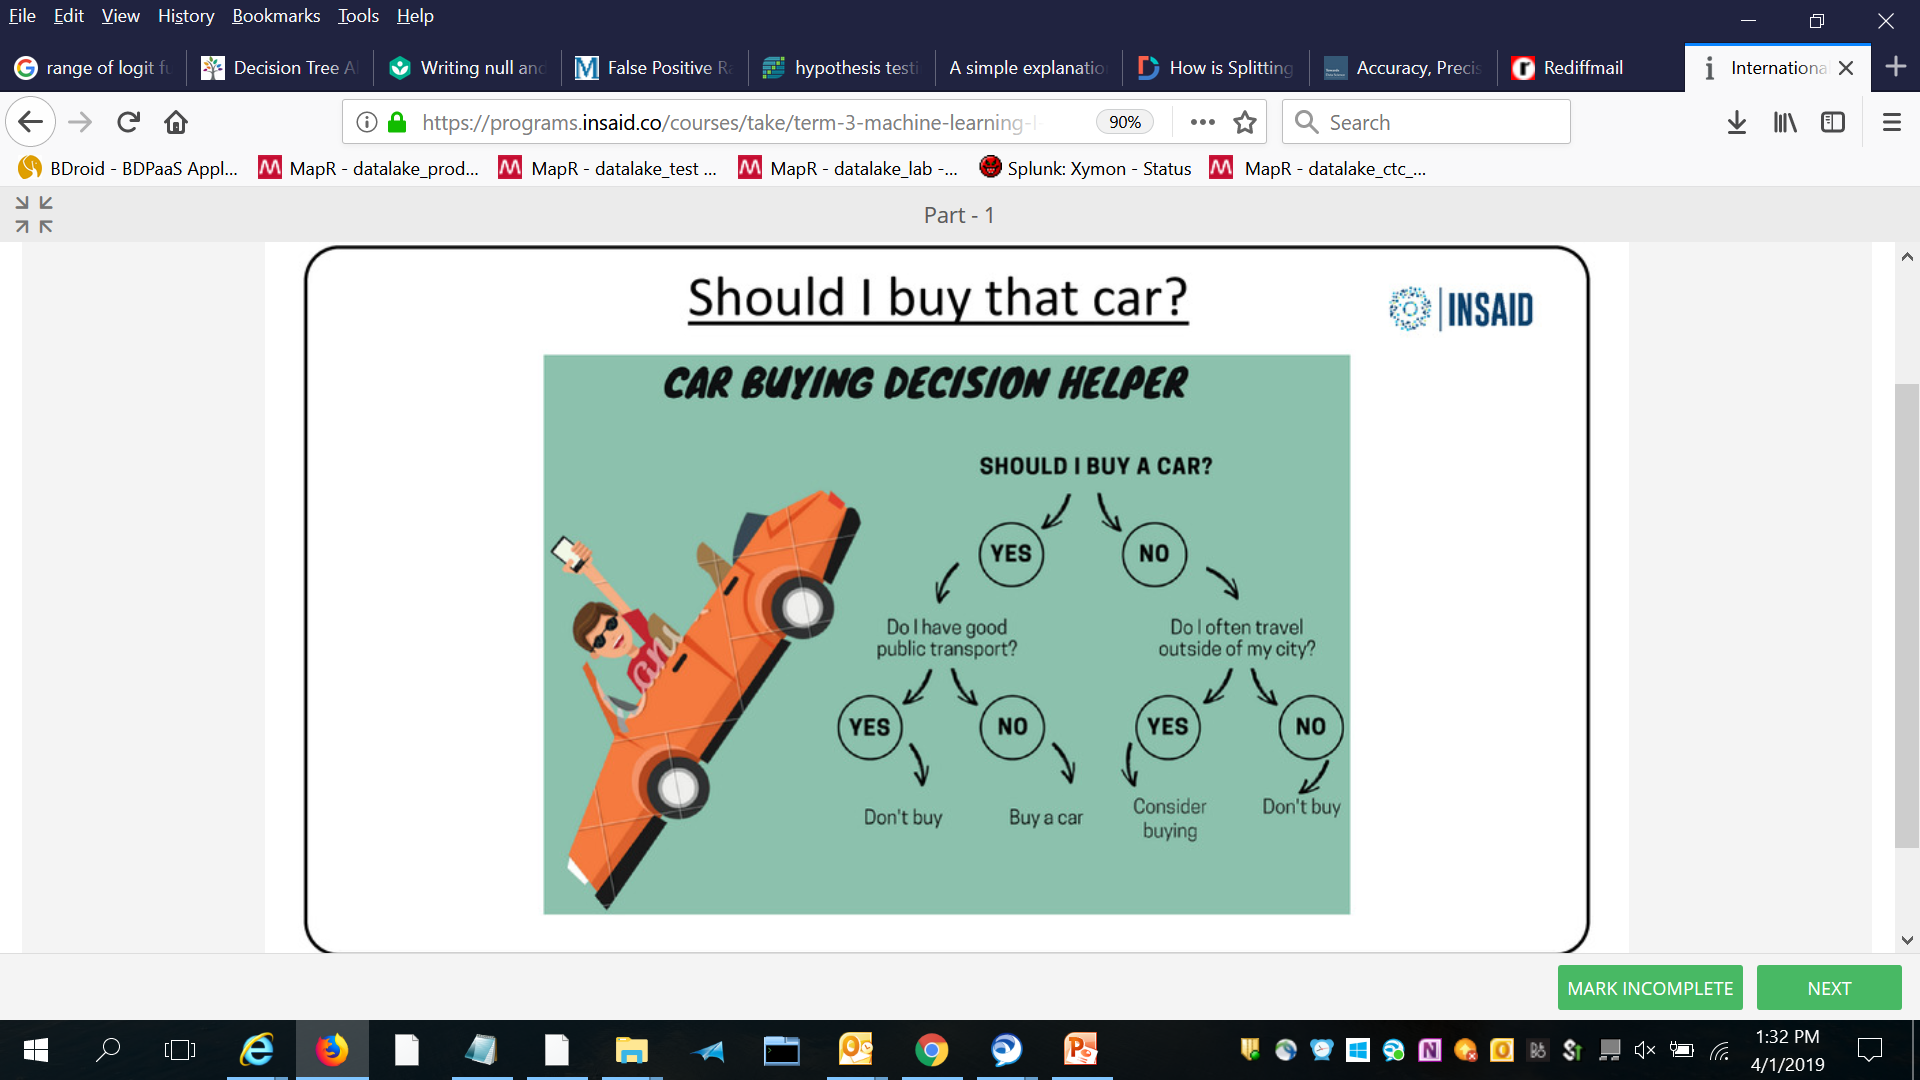 File Edit View History Bookmarks Tools Help
range of logit fu
Decision Tree Al
Writing null and
False Positive Ra
hypothesis testi
A simple explanatio
How is Splitting
Accuracy, Precis
Rediffmail
Internationa
https://programs.insaid.co/courses/take/term-3-machine-learning-l
90%
Search
BDroid - BDPaaS Appl...
MapR - datalake_prod...
MapR - datalake_test ...
MapR - datalake_lab -...
Splunk: Xymon - Status
MapR - datalake_ctc_...
Part - 1
Should I buy that car?
INSAID
CAR BUYING DECISION HELPER
SHOULD I BUY A CAR?
YES
NO
Do I have good
public transport?
Do I often travel
outside of my city?
YES
NO
YES
NO
Don't buy
Buy a car
Consider
buying
Don't buy
MARK INCOMPLETE
NEXT
1:32 PM
4/1/2019